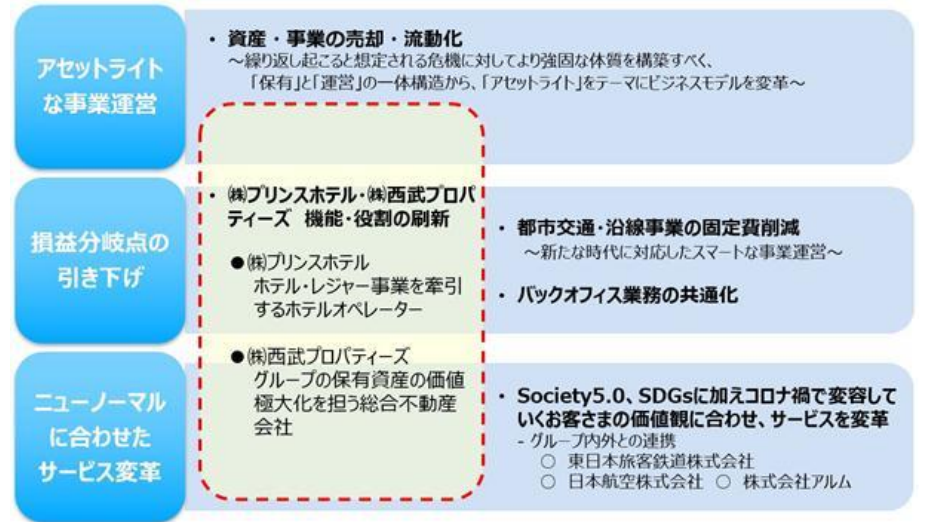 アセットライト
な事業運営
・ 資産・事業の売却・流動化
～繰り返し起こると想定される危機に対してより強固な体質を構築すべく、
「保有」と「運営」の一体構造から、「アセットライト」をテーマにビジネスモデルを変革～
損益分岐点の
引き下げ
・ ㈱プリンスホテル・㈱西武プロパ
ティーズ 機能・役割の刷新
●㈱プリンスホテル
ホテル・レジャー事業を牽引
するホテルオペレーター
●㈱西武プロパティーズ
グループの保有資産の価値
極大化を担う総合不動産
会社
・ 都市交通・沿線事業の固定費削減
～新たな時代に対応したスマートな事業運営～
・ バックオフィス業務の共通化
ニューノーマル
に合わせた
サービス変革
・ Society5.0、SDGsに加えコロナ禍で変容して
いくお客さまの価値観に合わせ、サービスを変革
- グループ内外との連携
○ 東日本旅客鉄道株式会社
○ 日本航空株式会社 ○ 株式会社アルム